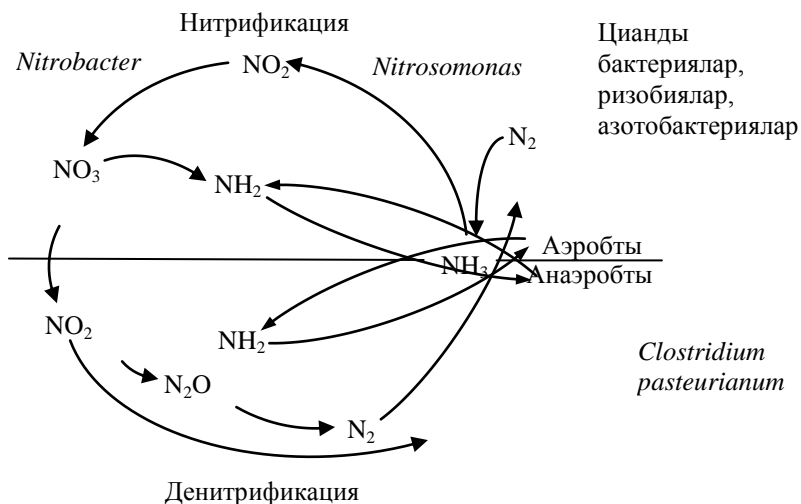 Нитрификация
Цианды
бактериялар,
ризобиялар,
азотобактериялар
Nitrobacter
NO₂
Nitrosomonas
N₂
NO₃
NH₂
Аэробты
NH₃
Анаэробты
NO₂
NH₂
Clostridium
pasteurianum
N₂O
N₂
Денитрификация